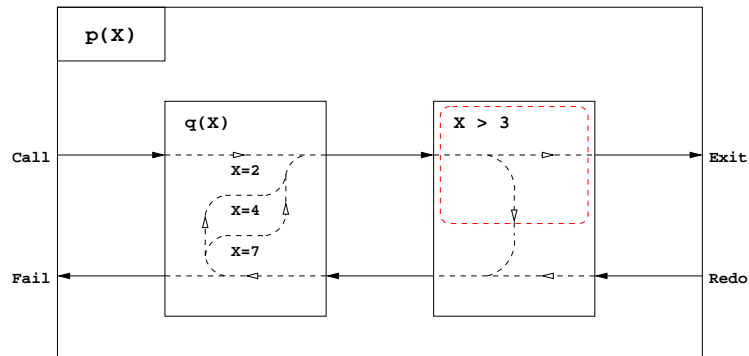 p(X)
q(X)
X > 3
Call
Exit
X=2
X=4
X=7
Fail
Redo